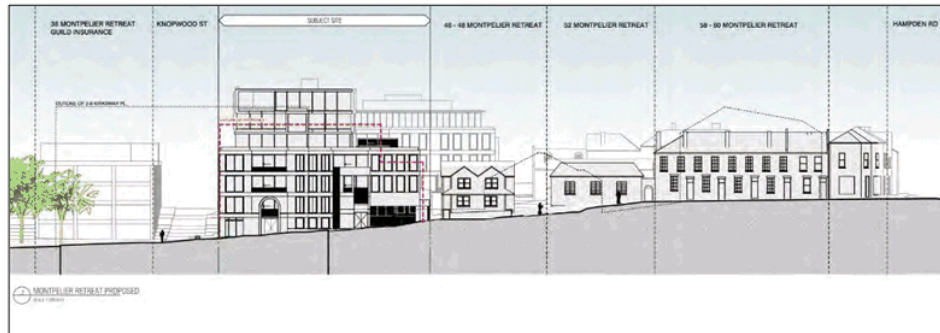 38 MONTPELIER RETREAT
GUILD INSURANCE
KNOPWOOD ST
SUBJECT SITE
46 - 48 MONTPELIER RETREAT
52 MONTPELIER RETREAT
56 - 60 MONTPELIER RETREAT
HAMPDEN RD
OUTLINE OF 2-8 KIRKSWAY PL
MONTPELIER RETREAT PROPOSED